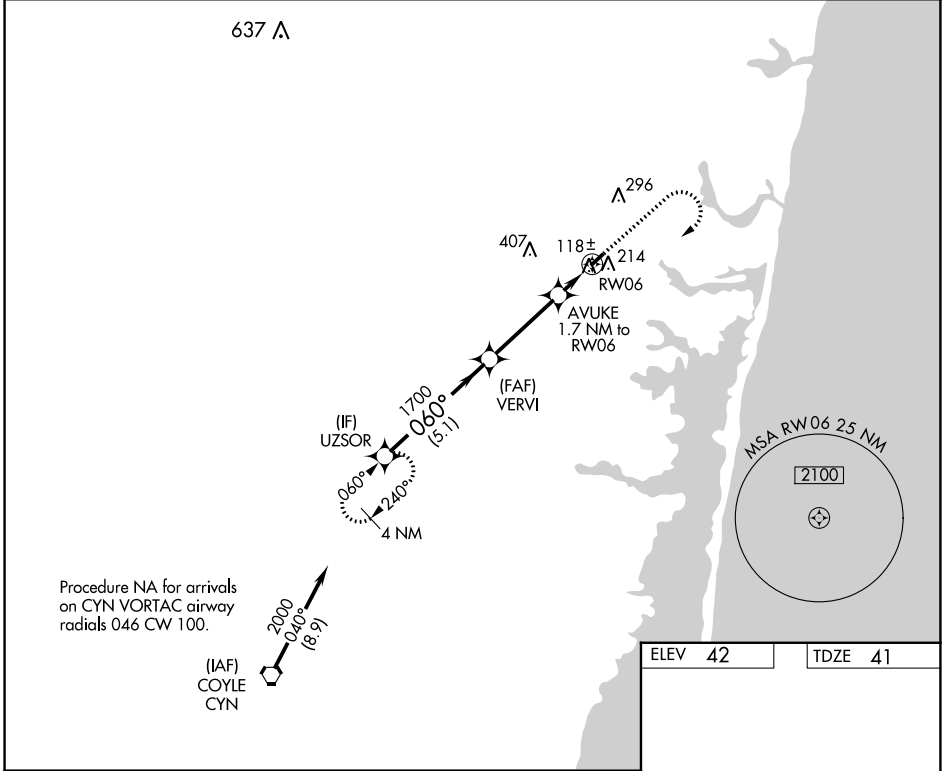 637
296
407
118±
214
RW06
AVUKE
1.7 NM to
RW06
(FAF)
VERVI
1700
060°
(5.1)
(IF)
UZSOR
060°
240°
4 NM
MSA RW06 25 NM
2100
Procedure NA for arrivals
on CYN VORTAC airway
radials 046 CW 100.
2000
040°
(8.9)
(IAF)
COYLE
CYN
ELEV 42
TDZE 41